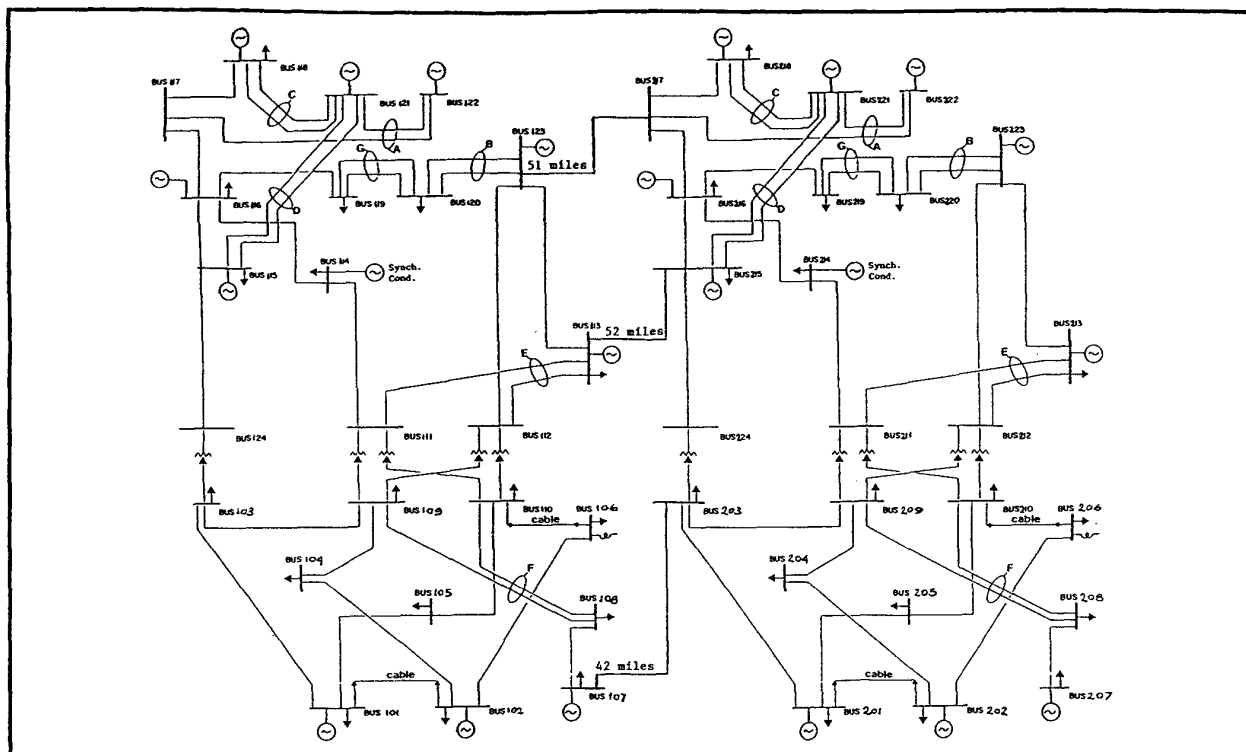 BUS 118
BUS 117
C
BUS 121
BUS 122
A
BUS 123
B
G
51 miles
BUS 116
D
BUS 119
BUS 120
BUS 115
BUS 114
Synch.
Cond.
BUS 113
52 miles
E
BUS 124
BUS 111
BUS 112
BUS 103
BUS 109
BUS 110
cable
BUS 106
BUS 104
BUS 105
F
BUS 108
42 miles
cable
BUS 101
BUS 102
BUS 107
BUS 218
BUS 217
C
BUS 221
BUS 222
A
BUS 223
B
G
BUS 216
D
BUS 219
BUS 220
BUS 215
BUS 214
Synch.
Cond.
BUS 213
E
BUS 224
BUS 211
BUS 212
BUS 203
BUS 209
BUS 210
cable
BUS 206
BUS 204
BUS 205
F
BUS 208
cable
BUS 201
BUS 202
BUS 207